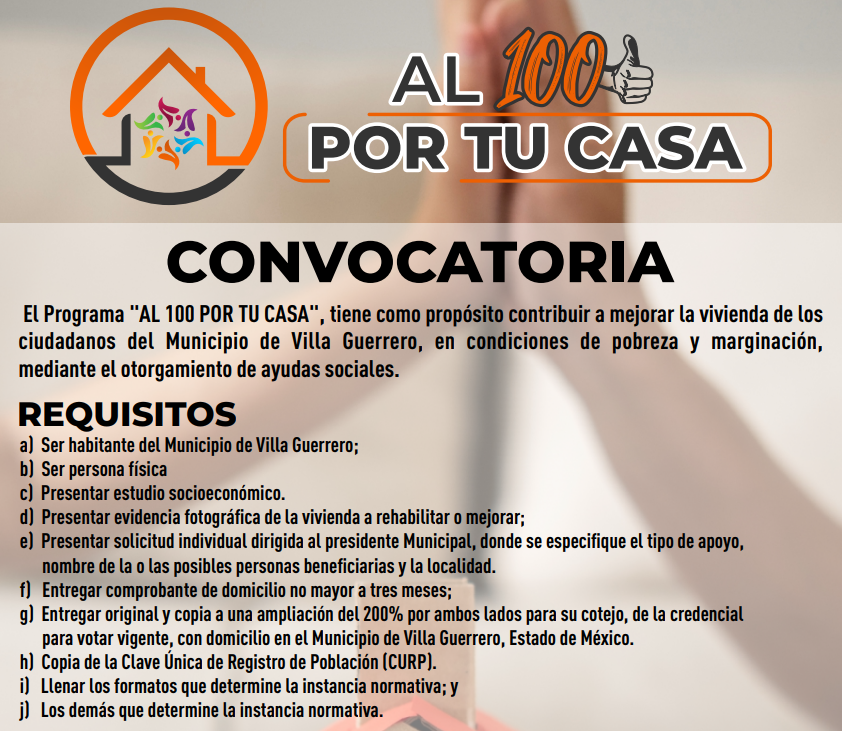 AL 100
POR TU CASA
CONVOCATORIA
El Programa "AL 100 POR TU CASA", tiene como propósito contribuir a mejorar la vivienda de los
ciudadanos del Municipio de Villa Guerrero, en condiciones de pobreza y marginación,
mediante el otorgamiento de ayudas sociales.
REQUISITOS
a) Ser habitante del Municipio de Villa Guerrero;
b) Ser persona física
c) Presentar estudio socioeconómico.
d) Presentar evidencia fotográfica de la vivienda a rehabilitar o mejorar;
e) Presentar solicitud individual dirigida al presidente Municipal, donde se especifique el tipo de apoyo,
nombre de la o las posibles personas beneficiarias y la localidad.
f) Entregar comprobante de domicilio no mayor a tres meses;
g) Entregar original y copia a una ampliación del 200% por ambos lados para su cotejo, de la credencial
para votar vigente, con domicilio en el Municipio de Villa Guerrero, Estado de México.
h) Copia de la Clave Única de Registro de Población (CURP).
i) Llenar los formatos que determine la instancia normativa; y
j) Los demás que determine la instancia normativa.